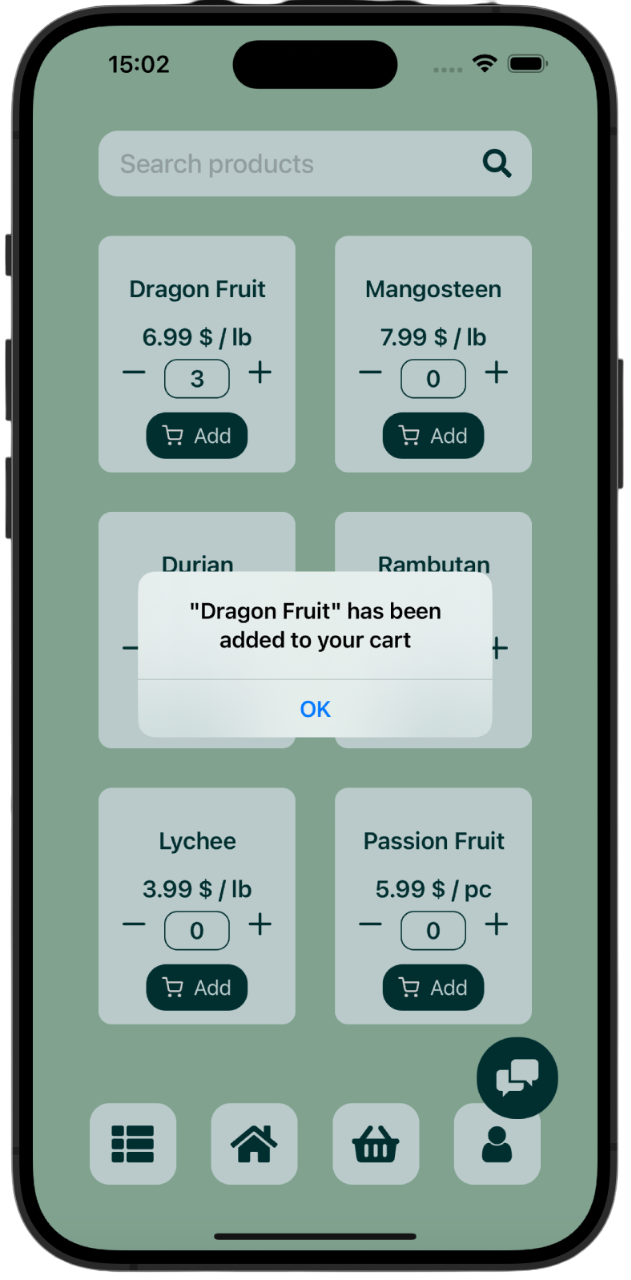 15:02
Search products
Dragon Fruit
6.99 $ / lb
3
Add
Mangosteen
7.99 $ / lb
0
Add
Durian
Rambutan
"Dragon Fruit" has been
added to your cart
OK
Lychee
3.99 $ / lb
0
Add
Passion Fruit
5.99 $ / pc
0
Add